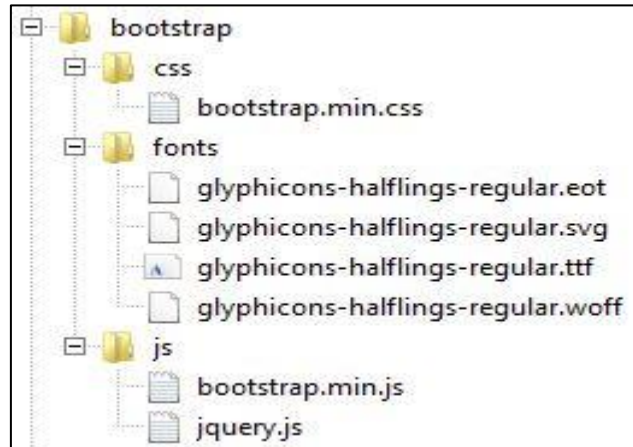 bootstrap
css
bootstrap.min.css
fonts
glyphicons-halflings-regular.eot
glyphicons-halflings-regular.svg
glyphicons-halflings-regular.ttf
glyphicons-halflings-regular.woff
js
bootstrap.min.js
jquery.js